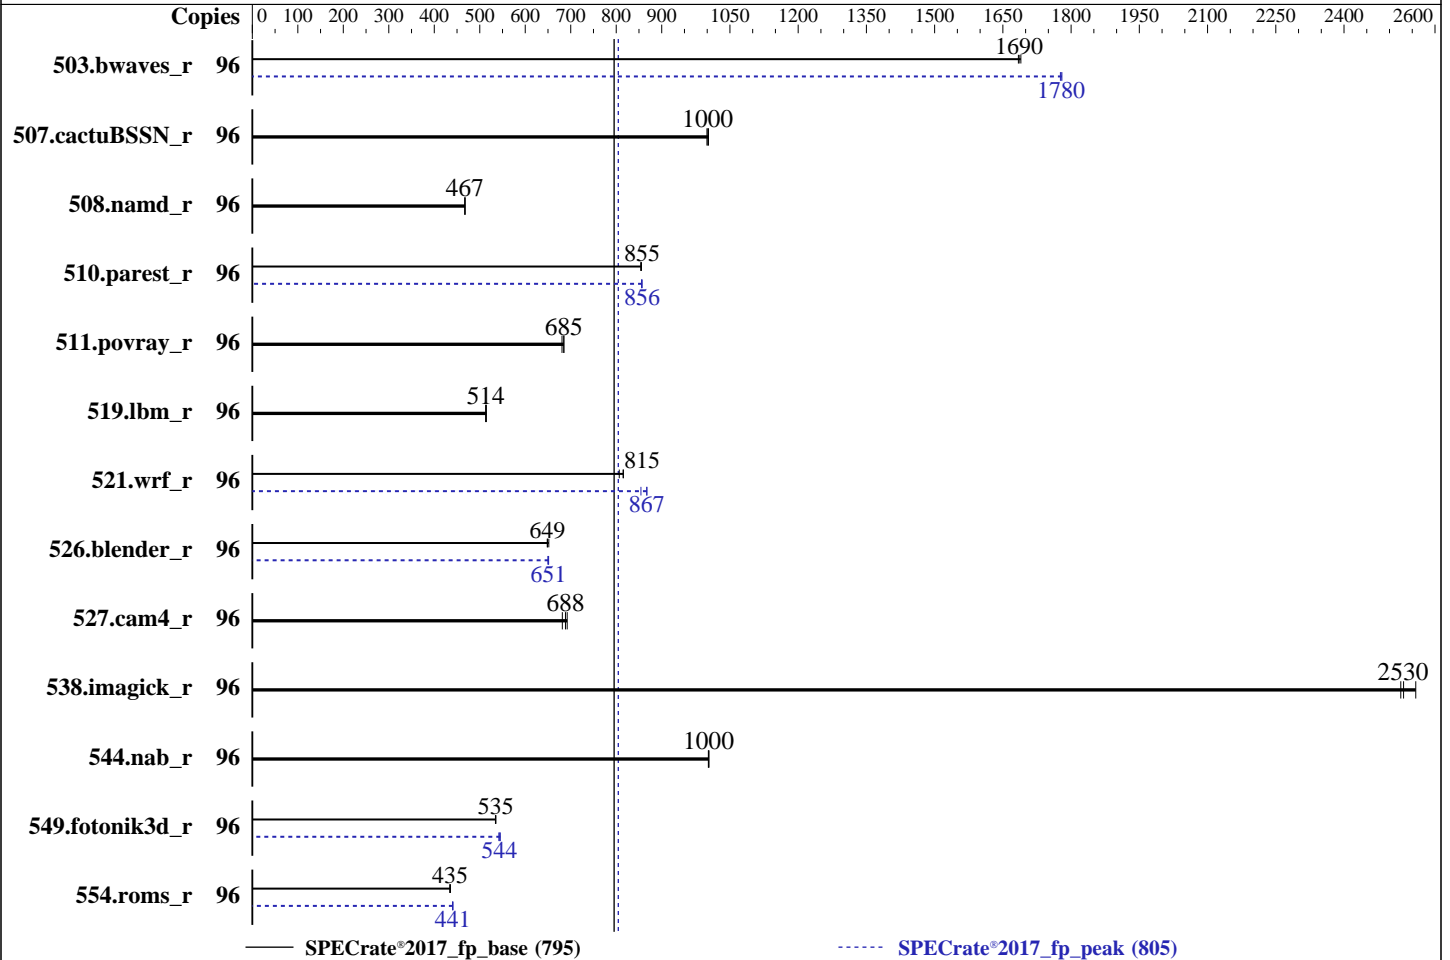 Copies 0 100 200 300 400 500 600 700 800 900 1050 1200 1350 1500 1650 1800 1950 2100 2250 2400 2600
503.bwaves_r 96 1690
1780
507.cactuBSSN_r 96 1000
508.namd_r 96 467
510.parest_r 96 855
856
511.povray_r 96 685
519.lbm_r 96 514
521.wrf_r 96 815
867
526.blender_r 96 649
651
527.cam4_r 96 688
538.imagick_r 96 2530
544.nab_r 96 1000
549.fotonik3d_r 96 535
544
554.roms_r 96 435
441
SPECrate®2017_fp_base (795) SPECrate®2017_fp_peak (805)